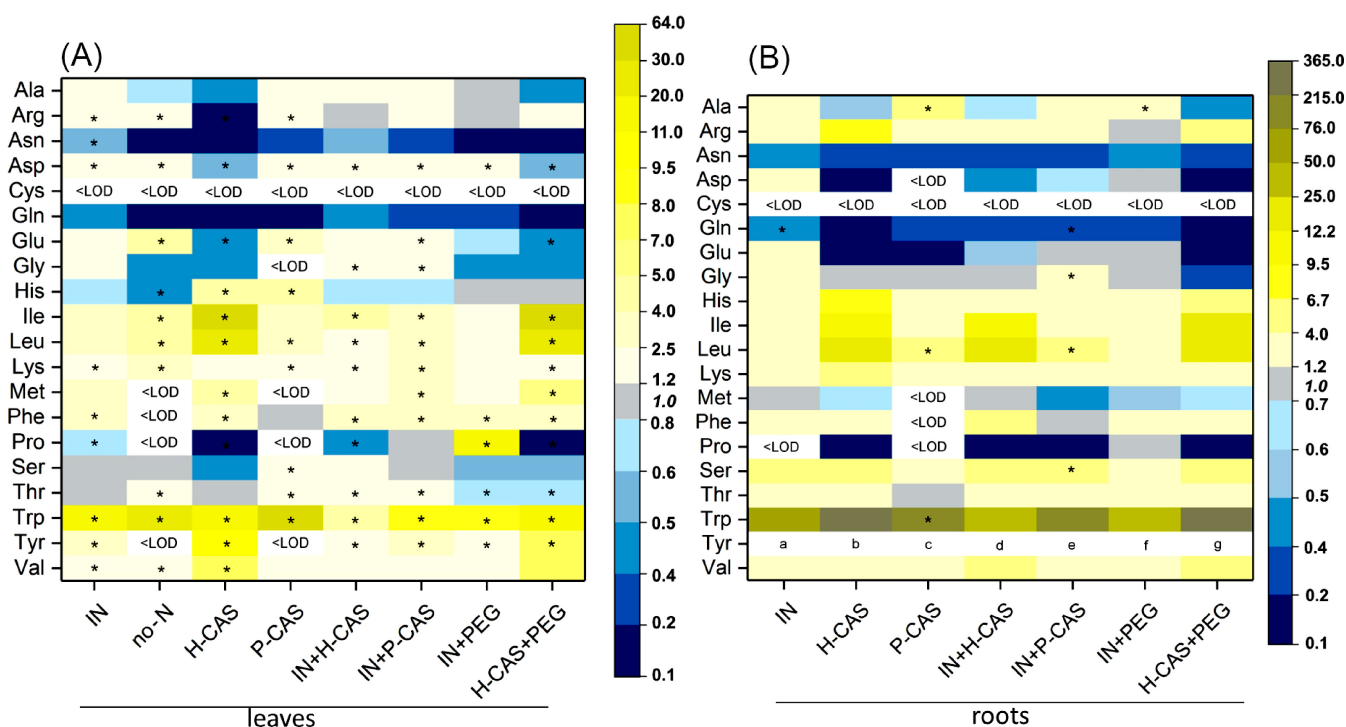 (A)
Ala
Arg * * * *
Asn *
Asp * * * * * * * *
Cys <LOD <LOD <LOD <LOD <LOD <LOD <LOD <LOD
Gln
Glu * * * * *
Gly <LOD * *
His * * *
Ile * * * * *
Leu * * * * * *
Lys * * * * * *
Met <LOD * <LOD * *
Phe * <LOD * * * * *
Pro * <LOD * <LOD * * *
Ser *
Thr * * * * * *
Trp * * * * * * * *
Tyr * <LOD * <LOD * * * *
Val * * *
IN no-N H-CAS P-CAS IN+H-CAS IN+P-CAS IN+PEG H-CAS+PEG
leaves
64.0
30.0
20.0
11.0
9.5
8.0
7.0
5.0
4.0
2.5
1.2
1.0
0.8
0.6
0.5
0.4
0.2
0.1
(B)
Ala * *
Arg
Asn
Asp <LOD
Cys <LOD <LOD <LOD <LOD <LOD <LOD <LOD
Gln * *
Glu
Gly *
His
Ile
Leu * *
Lys
Met <LOD
Phe <LOD
Pro <LOD <LOD
Ser *
Thr
Trp *
Tyr a b c d e f g
Val
IN H-CAS P-CAS IN+H-CAS IN+P-CAS IN+PEG H-CAS+PEG
roots
365.0
215.0
76.0
50.0
25.0
12.2
9.5
6.7
4.0
1.2
1.0
0.7
0.6
0.5
0.4
0.2
0.1